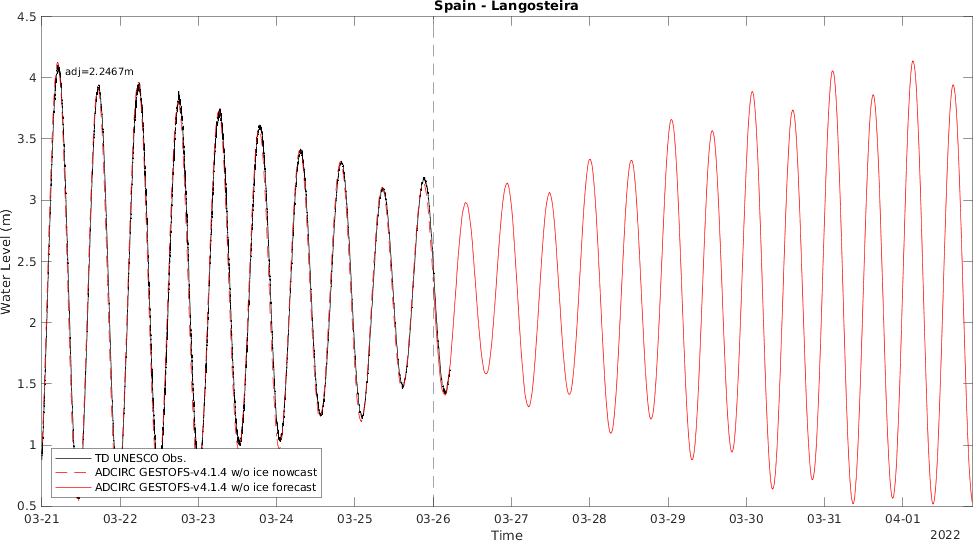 Spain - Langosteira
4.5
4
3.5
3
2.5
2
1.5
1
0.5
Water Level (m)
adj=2.2467m
TD UNESCO Obs.
ADCIRC GESTOFS-v4.1.4 w/o ice nowcast
ADCIRC GESTOFS-v4.1.4 w/o ice forecast
03-21 03-22 03-23 03-24 03-25 03-26 03-27 03-28 03-29 03-30 03-31 04-01
Time
2022